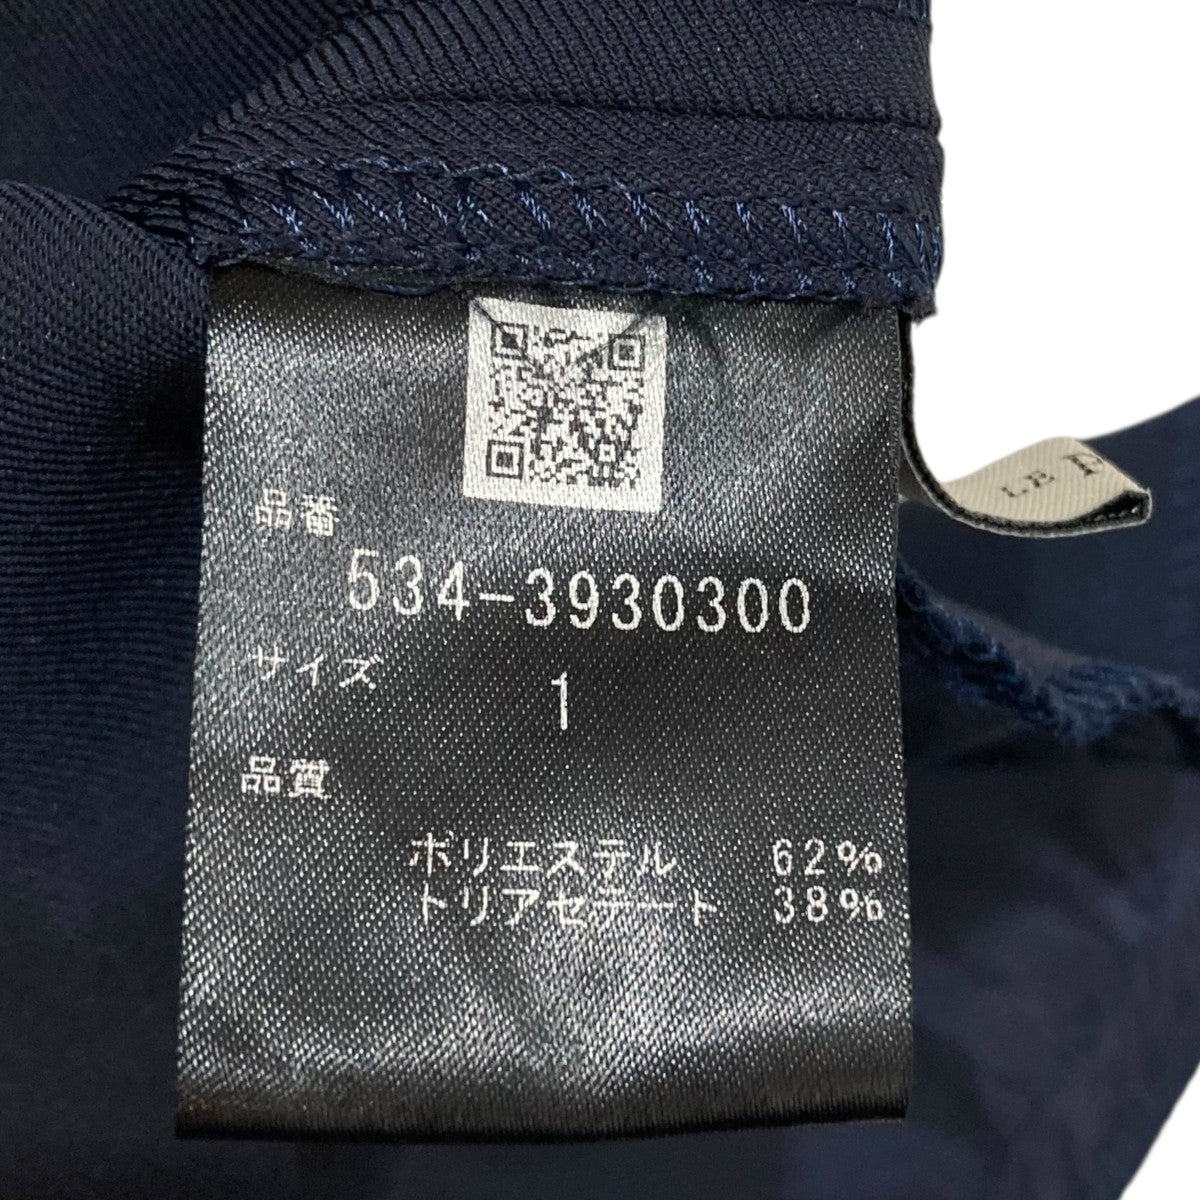 品番
534-3930300
サイズ
1
品質
ポリエステル 62%
トリアセテート 38%
LE P